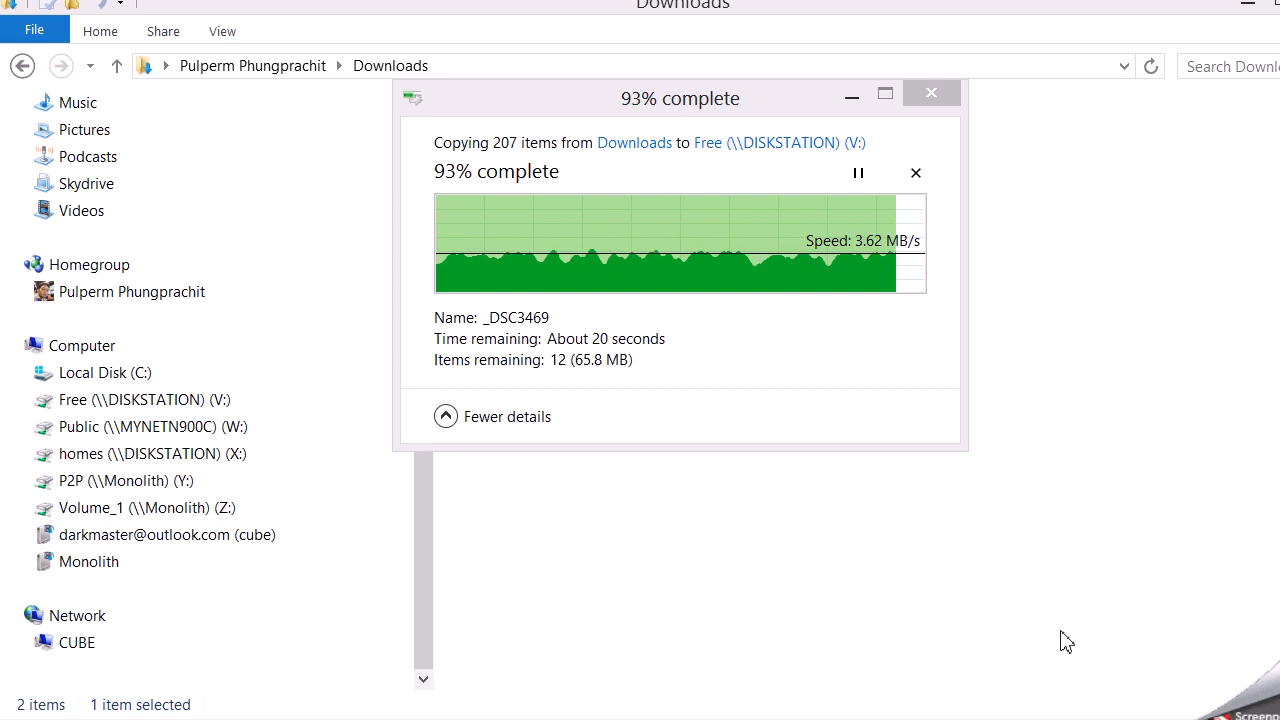 Downloads
File Home Share View
Pulperm Phungprachit Downloads
Search Downl
Music
Pictures
Podcasts
Skydrive
Videos
Homegroup
Pulperm Phungprachit
Computer
Local Disk (C:)
Free (\\DISKSTATION) (V:)
Public (\\MYNETN900C) (W:)
homes (\\DISKSTATION) (X:)
P2P (\\Monolith) (Y:)
Volume_1 (\\Monolith) (Z:)
darkmaster@outlook.com (cube)
Monolith
Network
CUBE
2 items 1 item selected
93% complete
Copying 207 items from Downloads to Free (\\DISKSTATION) (V:)
93% complete
Speed: 3.62 MB/s
Name: _DSC3469
Time remaining: About 20 seconds
Items remaining: 12 (65.8 MB)
Fewer details